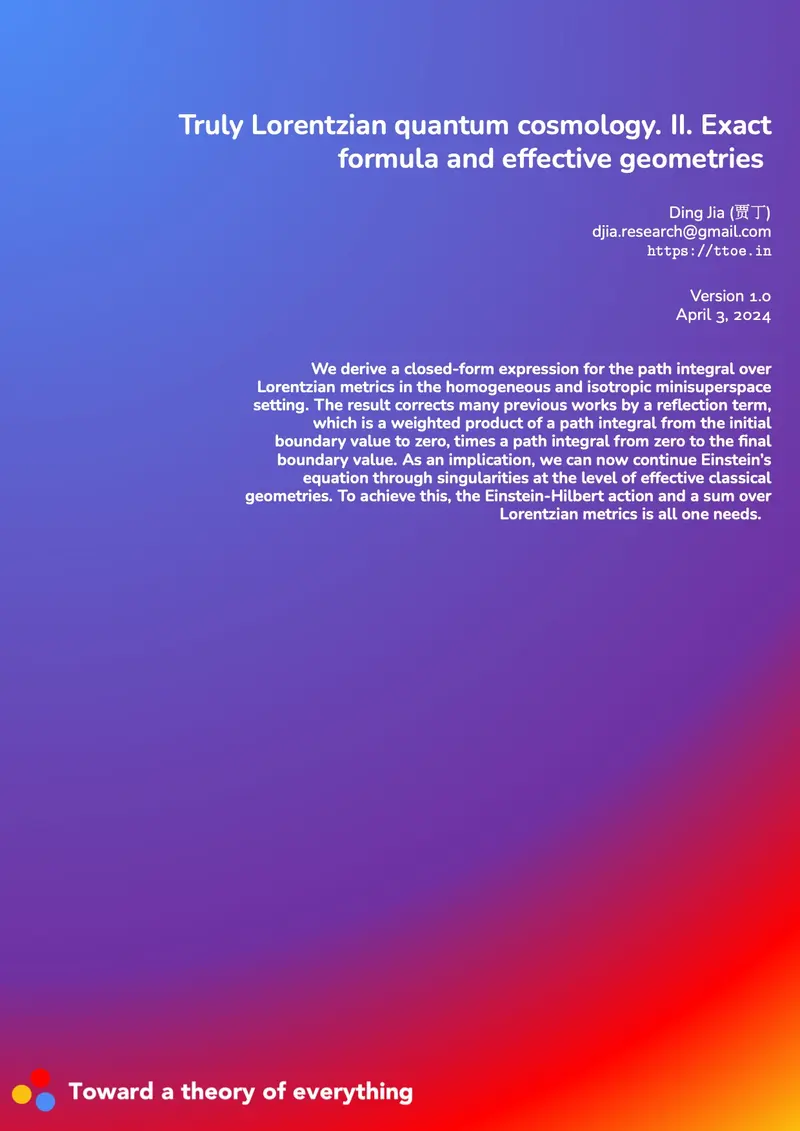 Truly Lorentzian quantum cosmology. II. Exact
formula and effective geometries
Ding Jia (贾丁)
djia.research@gmail.com
https://ttoe.in
Version 1.0
April 3, 2024
We derive a closed-form expression for the path integral over
Lorentzian metrics in the homogeneous and isotropic minisuperspace
setting. The result corrects many previous works by a reflection term,
which is a weighted product of a path integral from the initial
boundary value to zero, times a path integral from zero to the final
boundary value. As an implication, we can now continue Einstein's
equation through singularities at the level of effective classical
geometries. To achieve this, the Einstein-Hilbert action and a sum over
Lorentzian metrics is all one needs.
Toward a theory of everything